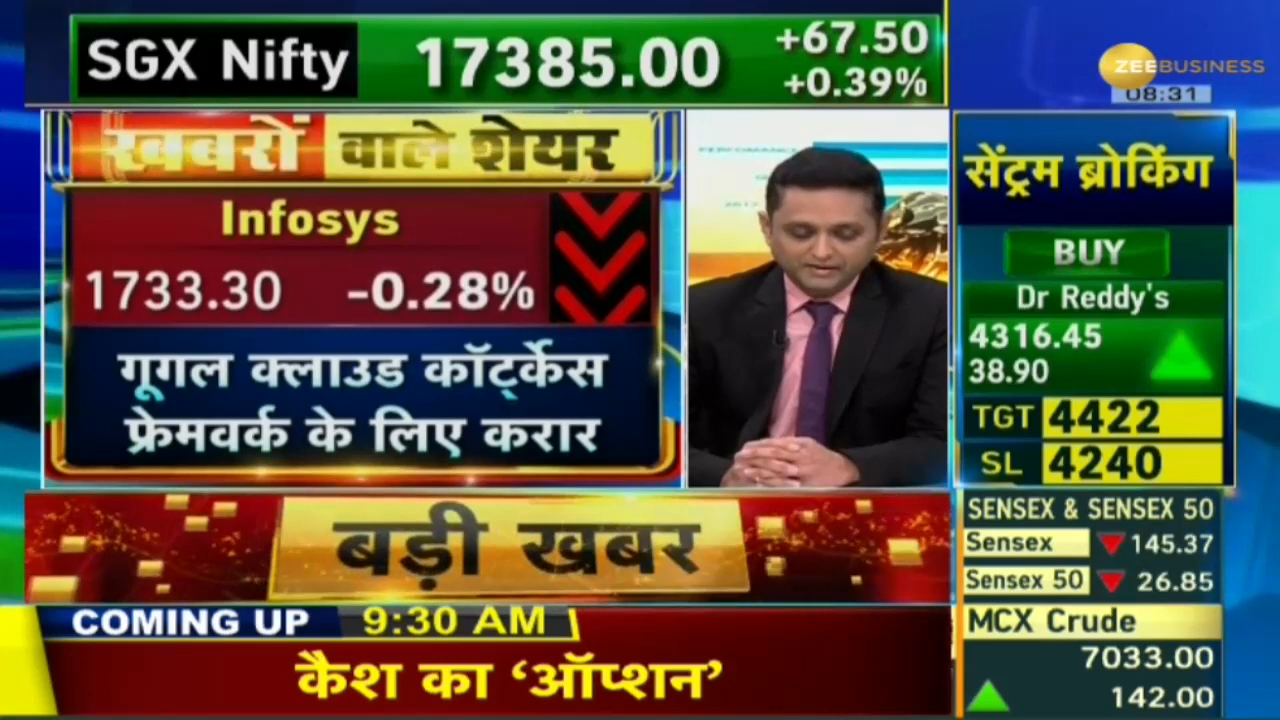 SGX Nifty 17385.00 +67.50
+0.39%
ZEEBUSINESS
08:31
खबरों वाले शेयर
Infosys
1733.30 -0.28%
गूगल क्लाउड कॉर्ट्केस
फ्रेमवर्क के लिए करार
सेंट्रम ब्रोकिंग
BUY
Dr Reddy's
4316.45
38.90
TGT 4422
SL 4240
बड़ी खबर
SENSEX & SENSEX 50
Sensex 145.37
Sensex 50 26.85
MCX Crude
7033.00
142.00
COMING UP 9:30 AM
कैश का ‘ऑप्शन’